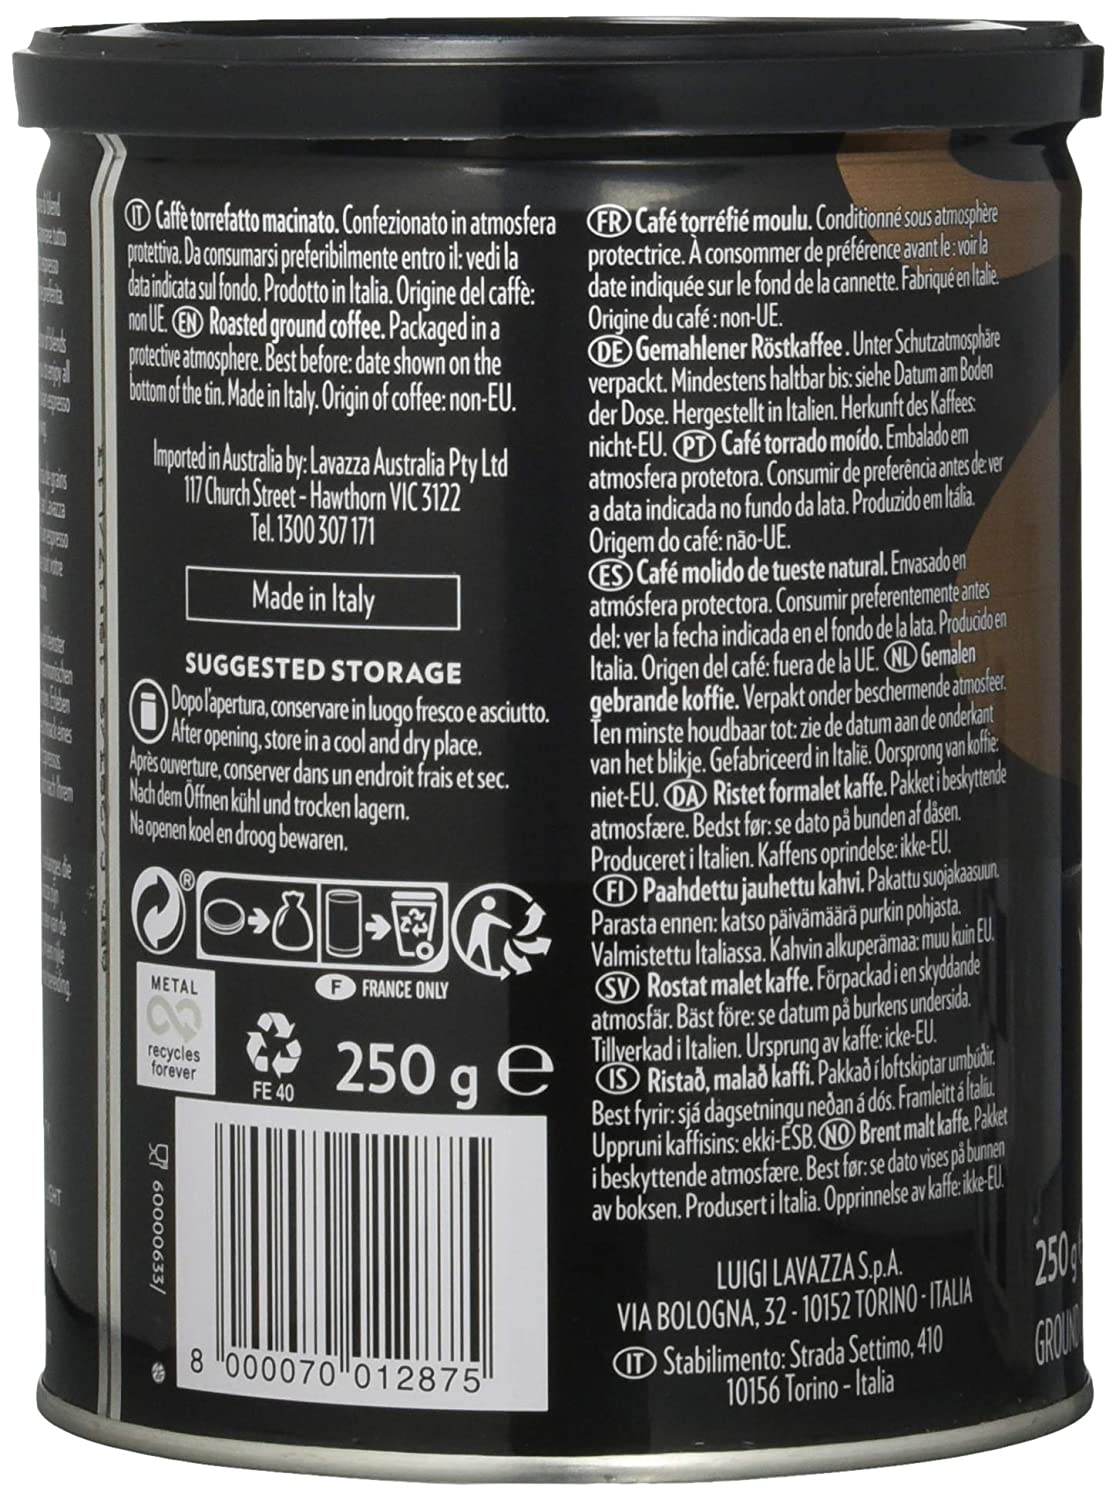 IT Caffè torrefatto macinato. Confezionato in atmosfera
protettiva. Da consumarsi preferibilmente entro il: vedi la
data indicata sul fondo. Prodotto in Italia. Origine del caffè:
non UE. EN Roasted ground coffee. Packaged in a
protective atmosphere. Best before: date shown on the
bottom of the tin. Made in Italy. Origin of coffee: non-EU.
Imported in Australia by: Lavazza Australia Pty Ltd
117 Church Street - Hawthorn VIC 3122
Tel. 1300 307 171
Made in Italy
SUGGESTED STORAGE
Dopo l'apertura, conservare in luogo fresco e asciutto.
After opening, store in a cool and dry place.
Après ouverture, conserver dans un endroit frais et sec.
Nach dem Öffnen kühl und trocken lagern.
Na openen koel en droog bewaren.
®
F FRANCE ONLY
METAL
recycles
forever
FE 40
250 g e
60000633/
8 000070 012875
FR Café torréfié moulu. Conditionné sous atmosphère
protectrice. À consommer de préférence avant le : voir la
date indiquée sur le fond de la cannette. Fabriqué en Italie.
Origine du café : non-UE.
DE Gemahlener Röstkaffee. Unter Schutzatmosphäre
verpackt. Mindestens haltbar bis: siehe Datum am Boden
der Dose. Hergestellt in Italien. Herkunft des Kaffees:
nicht-EU. PT Café torrado moído. Embalado em
atmosfera protetora. Consumir de preferência antes de: ver
a data indicada no fundo da lata. Produzido em Itália.
Origem do café: não-UE.
ES Café molido de tueste natural. Envasado en
atmósfera protectora. Consumir preferentemente antes
del: ver la fecha indicada en el fondo de la lata. Producido en
Italia. Origen del café: fuera de la UE. NL Gemalen
gebrande koffie. Verpakt onder beschermende atmosfeer.
Ten minste houdbaar tot: zie de datum aan de onderkant
van het blikje. Gefabriceerd in Italië. Oorsprong van koffie:
niet-EU. DA Ristet formalet kaffe. Pakket i beskyttende
atmosfære. Bedst før: se dato på bunden af dåsen.
Produceret i Italien. Kaffens oprindelse: ikke-EU.
FI Paahdettu jauhettu kahvi. Pakattu suojakaasuun.
Parasta ennen: katso päivämäärä purkin pohjasta.
Valmistettu Italiassa. Kahvin alkuperämaa: muu kuin EU.
SV Rostat malet kaffe. Förpackad i en skyddande
atmosfär. Bäst före: se datum på burkens undersida.
Tillverkad i Italien. Ursprung av kaffe: icke-EU.
IS Ristað, malað kaffi. Pakkað í loftskiptar umbúðir.
Best fyrir: sjá dagsetningu neðan á dós. Framleitt á Ítalíu.
Uppruni kaffisins: ekki-ESB. NO Brent malt kaffe. Pakket
i beskyttende atmosfære. Best før: se dato vises på bunnen
av boksen. Produsert i Italia. Opprinnelse av kaffe: ikke-EU.
LUIGI LAVAZZA S.p.A.
VIA BOLOGNA, 32 - 10152 TORINO - ITALIA
IT Stabilimento: Strada Settimo, 410
10156 Torino - Italia
250 g
GROUND